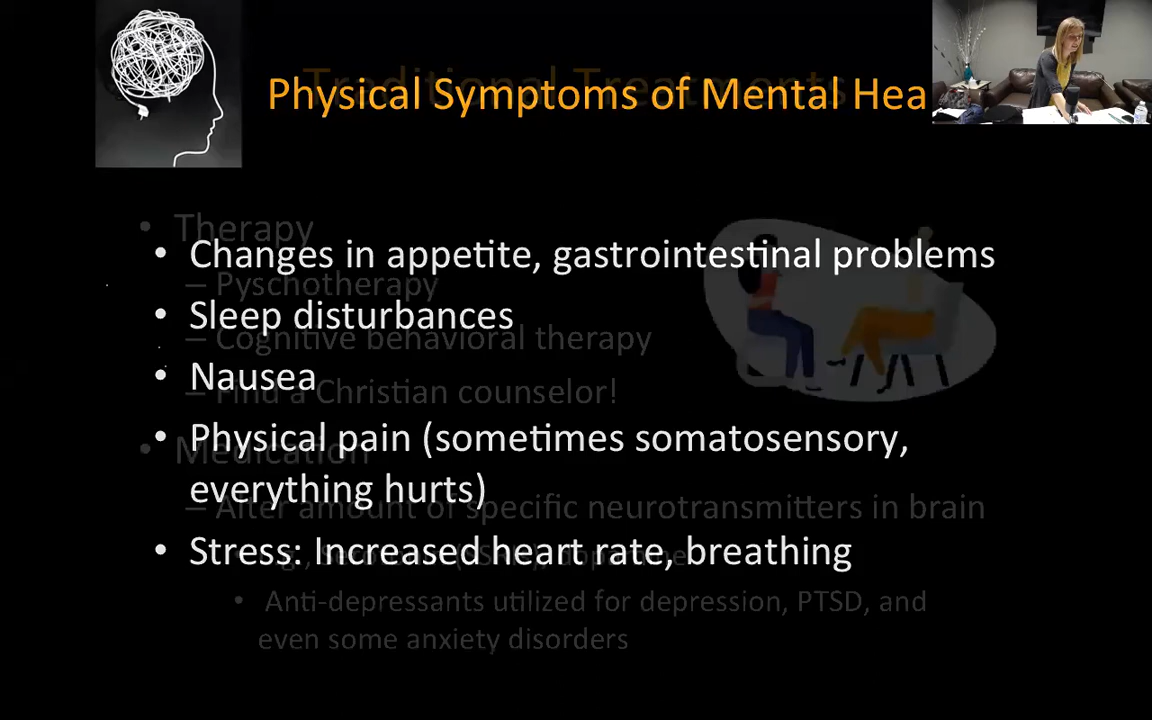 Physical Symptoms of Mental Hea
• Changes in appetite, gastrointestinal problems
• Sleep disturbances
• Nausea
• Physical pain (sometimes somatosensory,
everything hurts)
• Stress: Increased heart rate, breathing
Traditional Treatments
• Therapy
– Pyschotherapy
– Cognitive behavioral therapy
– Find a Christian counselor!
• Medication
– Alter amount of specific neurotransmitters in brain
• Anti-depressants utilized for depression, PTSD, and
even some anxiety disorders